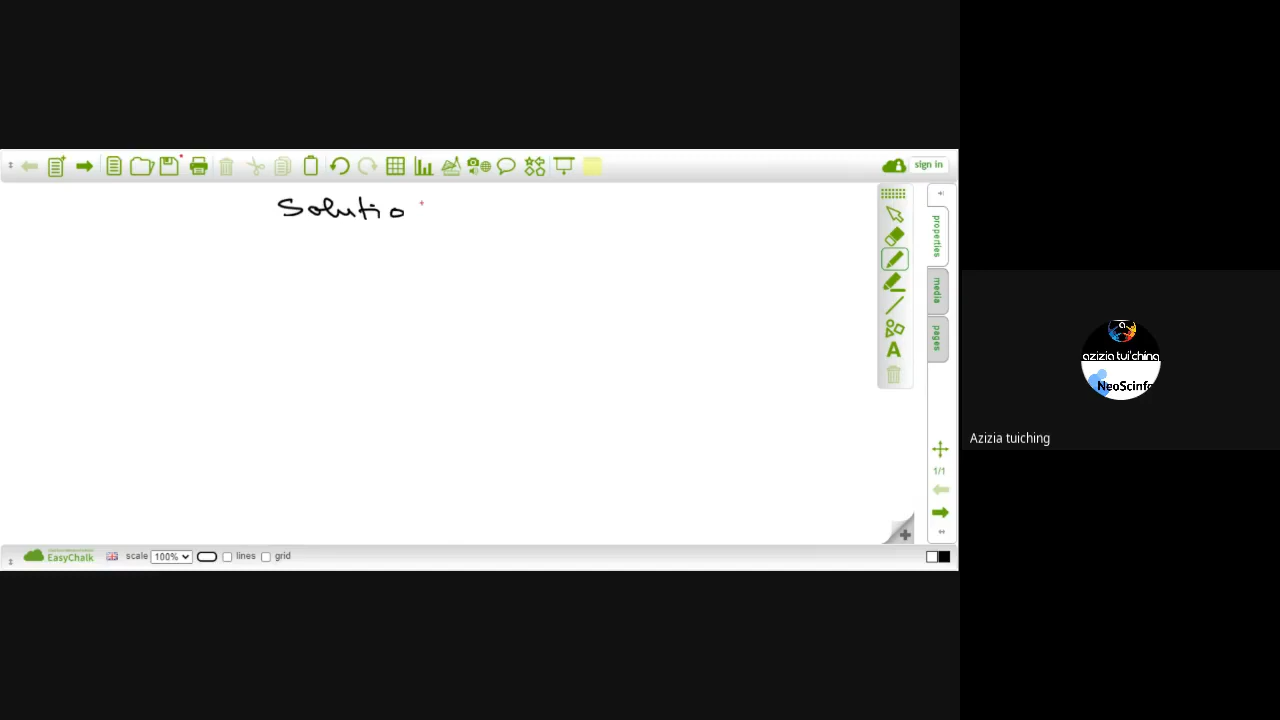 sign in
Solutio
properties
media
pages
A
azizia tui'ching
NeoScinfo
Azizia tuiching
1/1
EasyChalk
scale 100% lines grid